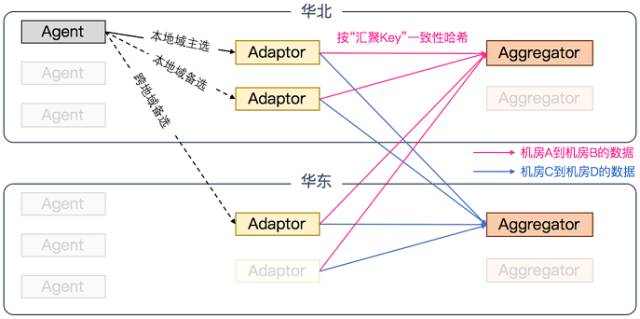 华北
Agent
Agent
Agent
本地域主选
本地域备选
跨地域备选
Adaptor
Adaptor
按“汇聚Key”一致性哈希
Aggregator
Aggregator
机房A到机房B的数据
机房C到机房D的数据
华东
Agent
Agent
Agent
Adaptor
Adaptor
Aggregator
Aggregator